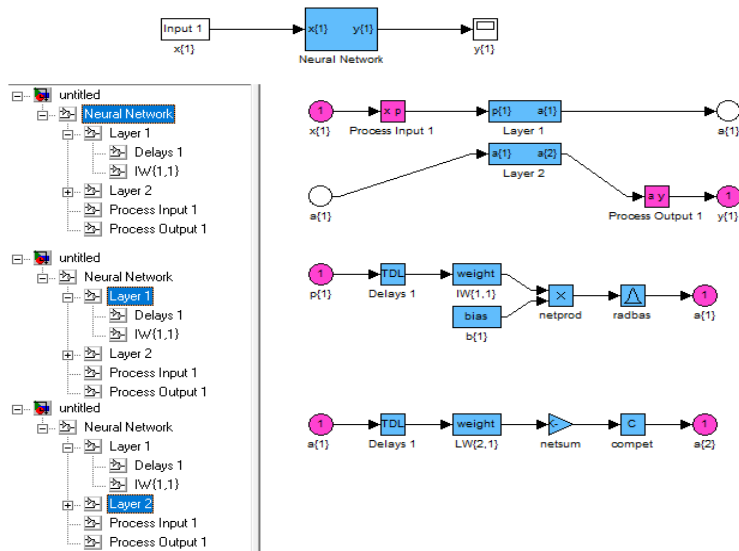 Input 1
x{1} y{1}
x{1}
Neural Network
y{1}
untitled
Neural Network
Layer 1
Delays 1
IW{1,1}
Layer 2
Process Input 1
Process Output 1
1
x p
p{1} a{1}
x{1}
Process Input 1
Layer 1
a{1}
a{1} a{2}
Layer 2
a y
1
a{1}
Process Output 1
y{1}
untitled
Neural Network
Layer 1
Delays 1
IW{1,1}
Layer 2
Process Input 1
Process Output 1
1
TDL
weight
p{1}
Delays 1
IW{1,1}
bias
b{1}
×
netprod
radbas
1
a{1}
untitled
Neural Network
Layer 1
Delays 1
IW{1,1}
Layer 2
Process Input 1
Process Output 1
1
TDL
weight
C
1
a{1}
Delays 1
LW{2,1}
netsum
compet
a{2}